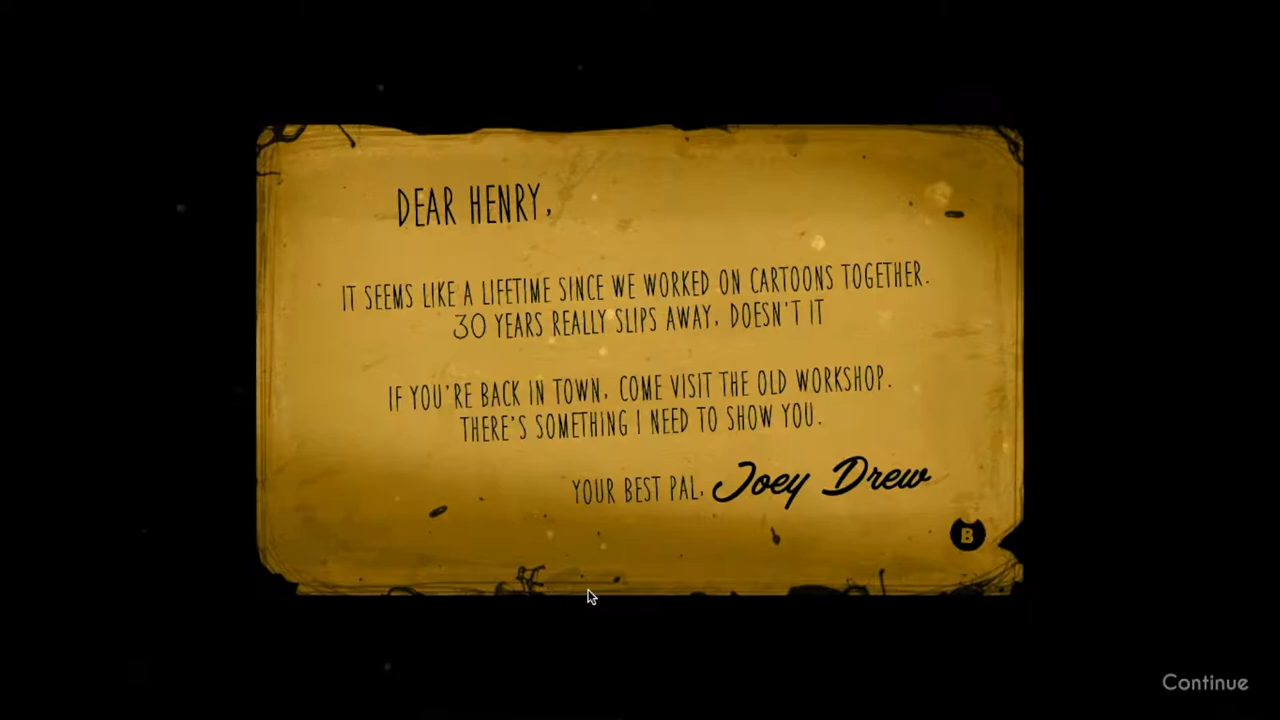 DEAR HENRY,
IT SEEMS LIKE A LIFETIME SINCE WE WORKED ON CARTOONS TOGETHER.
30 YEARS REALLY SLIPS AWAY, DOESN'T IT
IF YOU'RE BACK IN TOWN, COME VISIT THE OLD WORKSHOP.
THERE'S SOMETHING I NEED TO SHOW YOU.
YOUR BEST PAL, Joey Drew
B
Continue